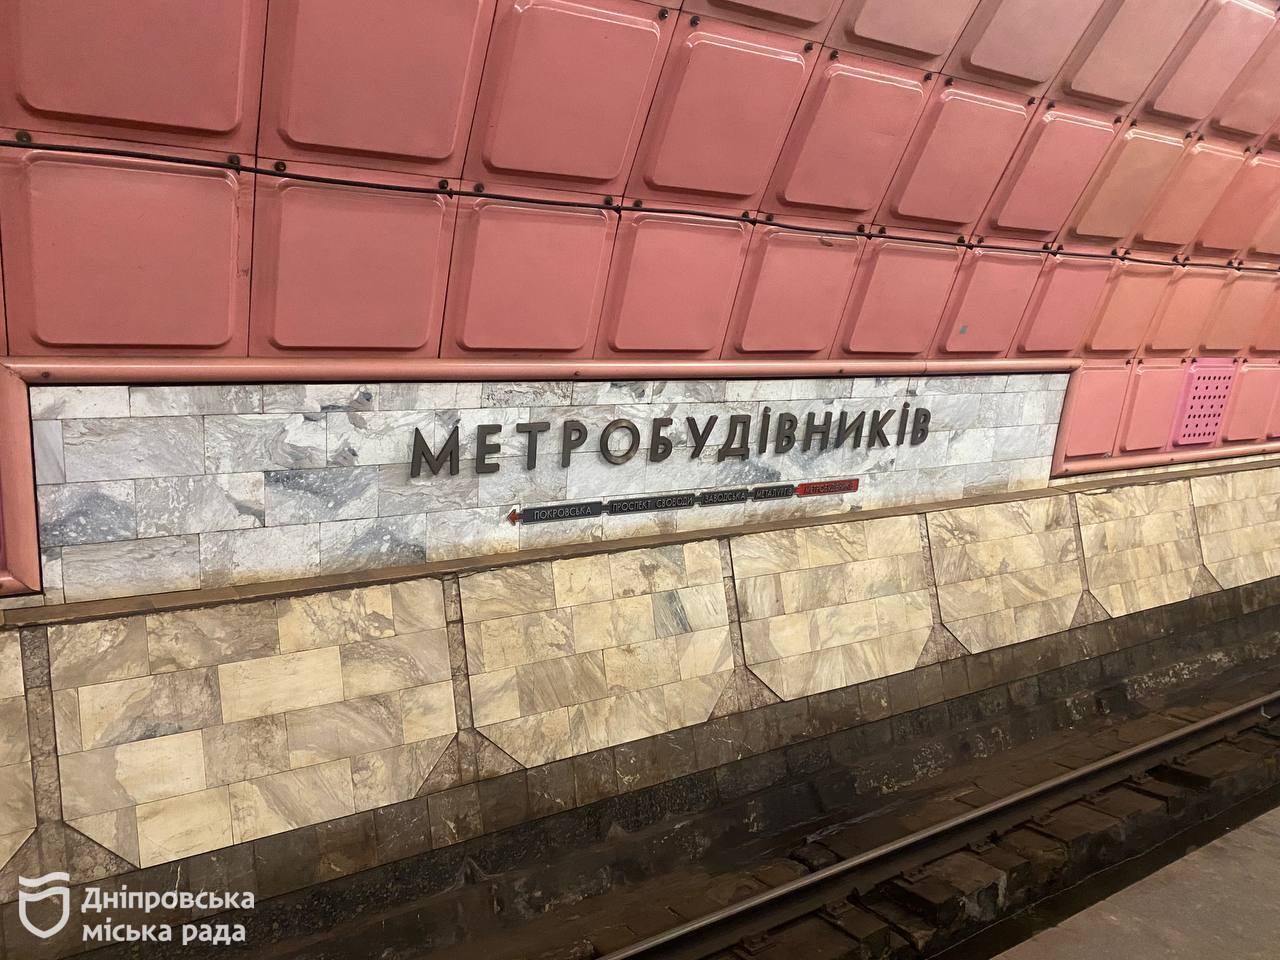 МЕТРОБУДІВНИКІВ
ПОКРОВСЬКА ПРОСПЕКТ СВОБОДИ ЗАВОДСЬКА МЕТАЛУРГІВ МЕТРОБУДІВНИКІВ
Дніпровська
міська рада